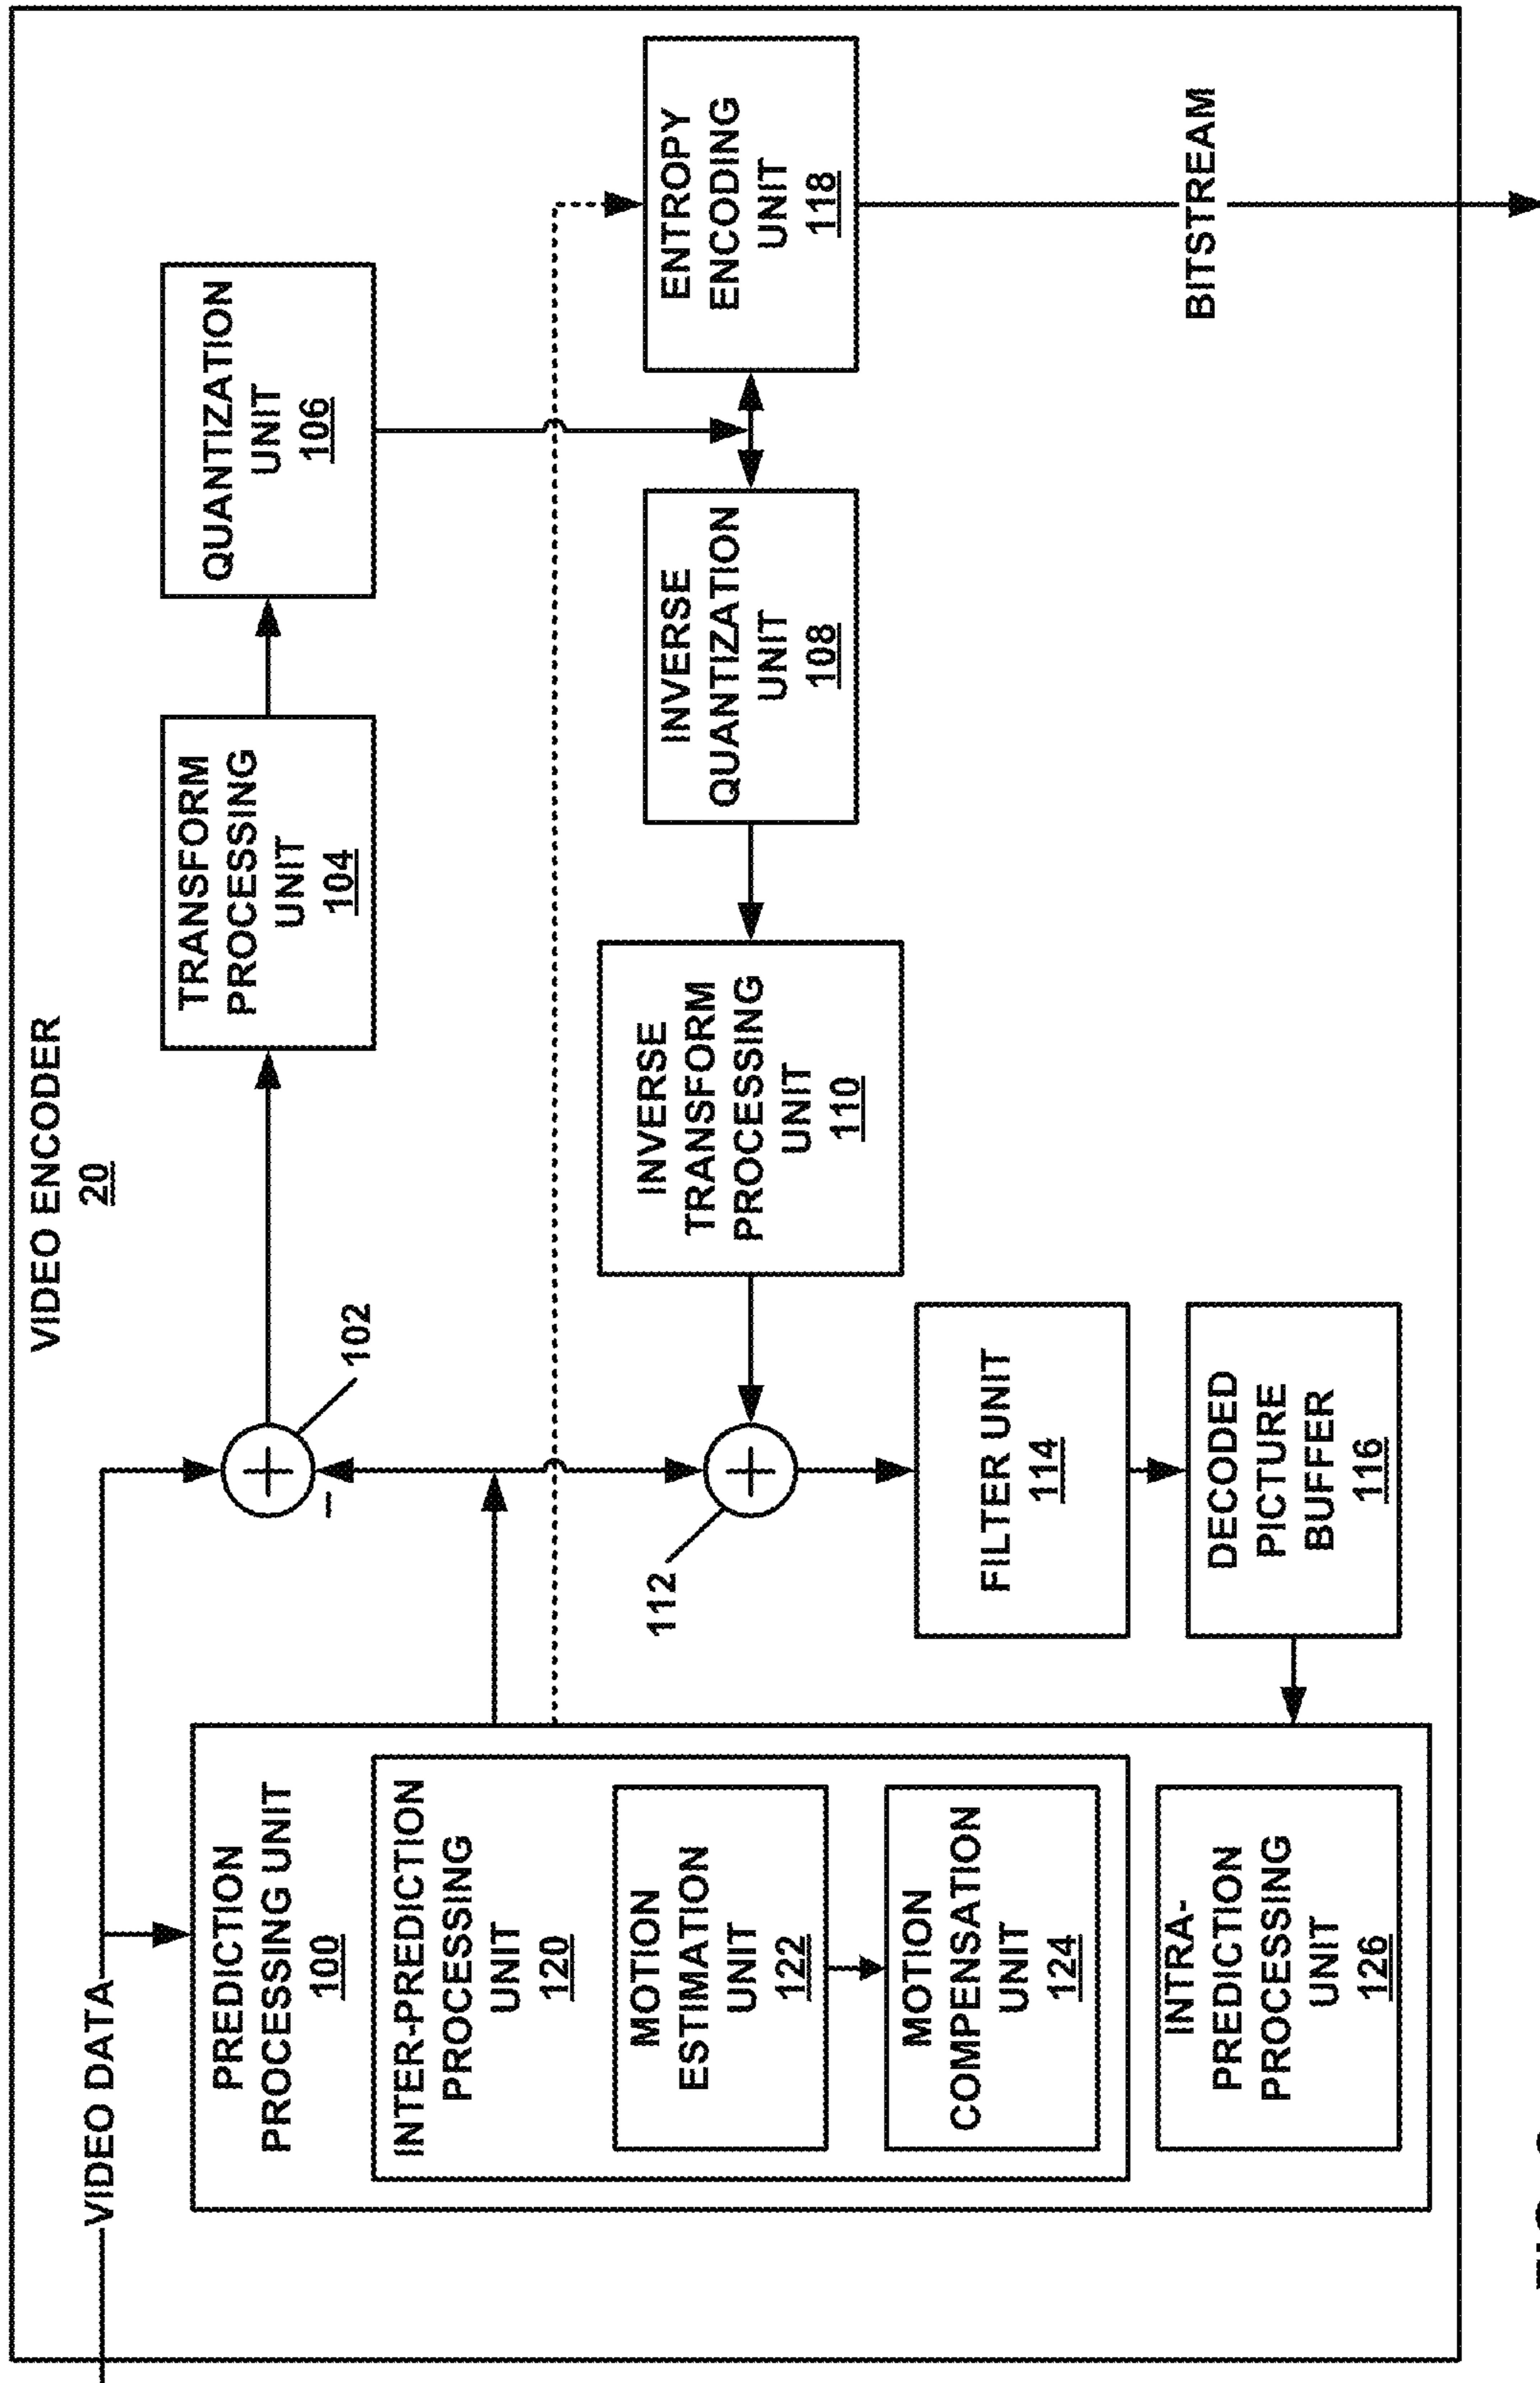 VIDEO ENCODER
20
VIDEO DATA
PREDICTION
PROCESSING UNIT
100
INTER-PREDICTION
PROCESSING
UNIT
120
MOTION
ESTIMATION
UNIT
122
MOTION
COMPENSATION
UNIT
124
INTRA-
PREDICTION
PROCESSING
UNIT
126
102
–
112
TRANSFORM
PROCESSING
UNIT
104
QUANTIZATION
UNIT
106
INVERSE
TRANSFORM
PROCESSING
UNIT
110
INVERSE
QUANTIZATION
UNIT
108
ENTROPY
ENCODING
UNIT
118
FILTER UNIT
114
DECODED
PICTURE
BUFFER
116
BITSTREAM